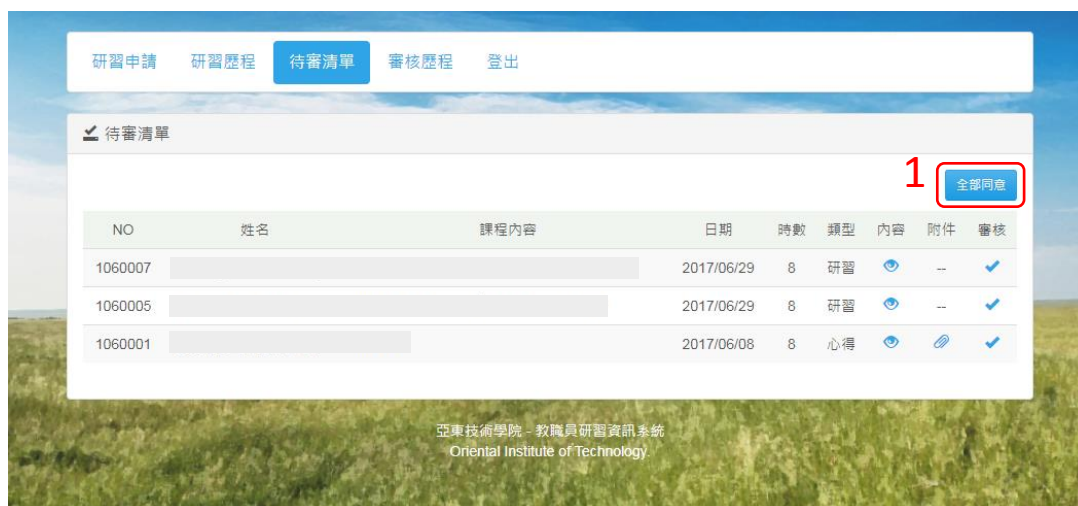 研習申請 研習歷程 待審清單 審核歷程 登出
待審清單
1 全部同意
NO 姓名 課程內容 日期 時數 類型 內容 附件 審核
1060007 2017/06/29 8 研習 --
1060005 2017/06/29 8 研習 --
1060001 2017/06/08 8 心得
亞東技術學院 - 教職員研習資訊系統
Oriental Institute of Technology.